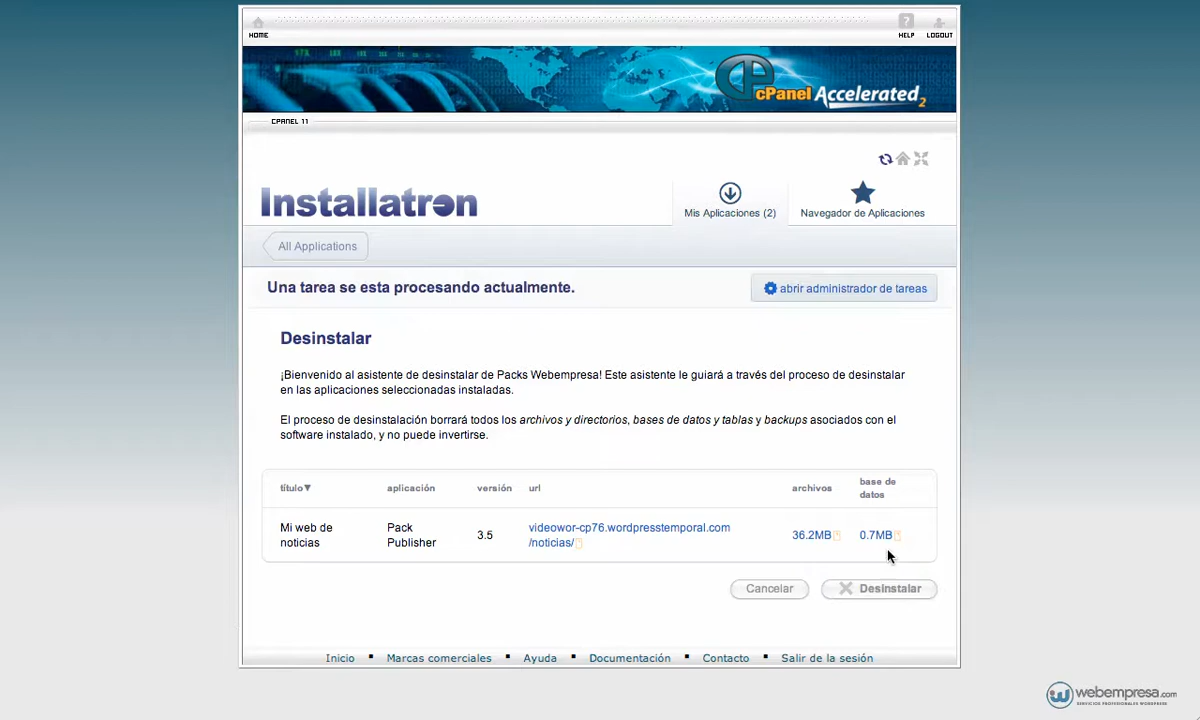 HOME
HELP
LOGOUT
cPanel Accelerated2
CPANEL 11
Installatron
Mis Aplicaciones (2)
Navegador de Aplicaciones
All Applications
Una tarea se esta procesando actualmente.
abrir administrador de tareas
Desinstalar
¡Bienvenido al asistente de desinstalar de Packs Webempresa! Este asistente le guiará a través del proceso de desinstalar
en las aplicaciones seleccionadas instaladas.
El proceso de desinstalación borrará todos los archivos y directorios, bases de datos y tablas y backups asociados con el
software instalado, y no puede invertirse.
título▼ aplicación versión url archivos base de
datos
Mi web de Pack 3.5 videowor-cp76.wordpresstemporal.com 36.2MB 0.7MB
noticias Publisher /noticias/
Cancelar
Desinstalar
Inicio ▪ Marcas comerciales ▪ Ayuda ▪ Documentación ▪ Contacto ▪ Salir de la sesión
webempresa.com
SERVICIOS PROFESIONALES WORDPRESS